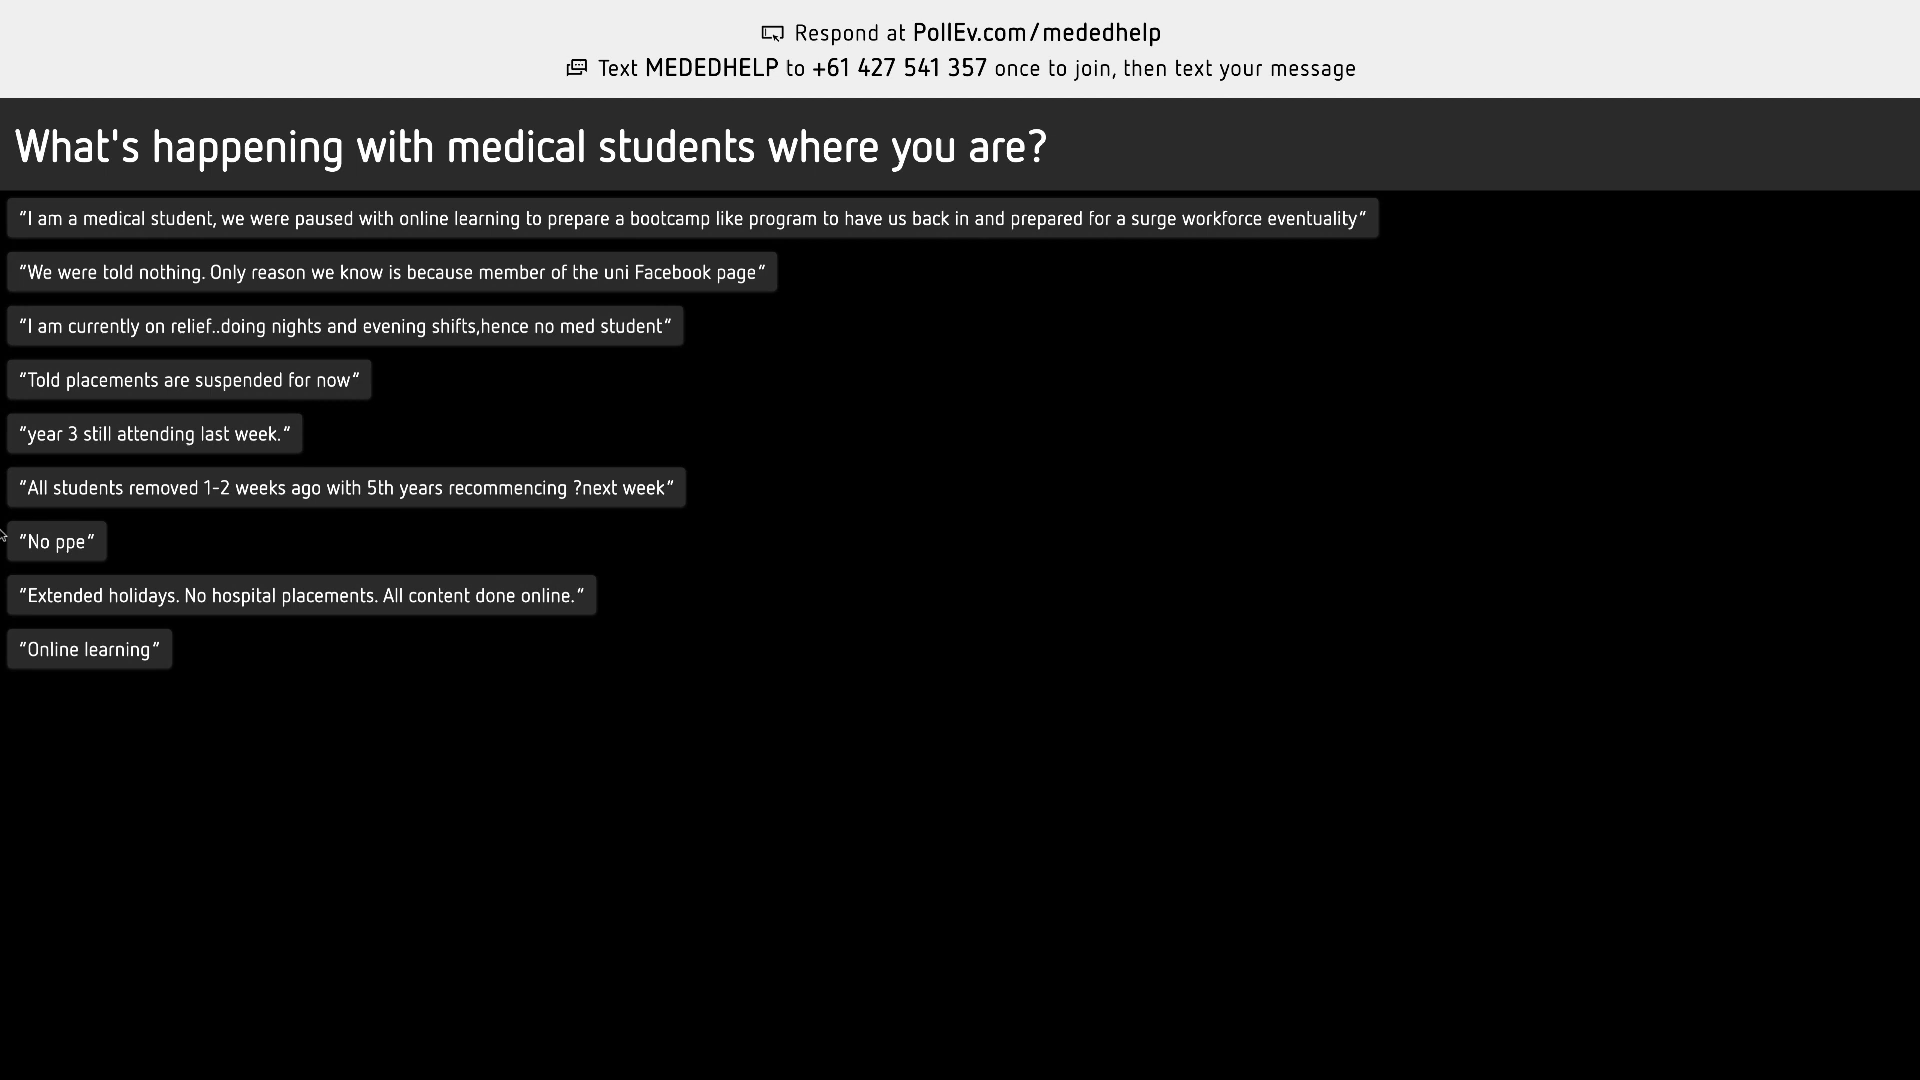 Respond at PollEv.com/mededhelp
Text MEDEDHELP to +61 427 541 357 once to join, then text your message
What's happening with medical students where you are?
“I am a medical student, we were paused with online learning to prepare a bootcamp like program to have us back in and prepared for a surge workforce eventuality“
“We were told nothing. Only reason we know is because member of the uni Facebook page“
“I am currently on relief..doing nights and evening shifts,hence no med student“
“Told placements are suspended for now“
“year 3 still attending last week.“
“All students removed 1-2 weeks ago with 5th years recommencing ?next week“
“No ppe“
“Extended holidays. No hospital placements. All content done online.“
“Online learning“